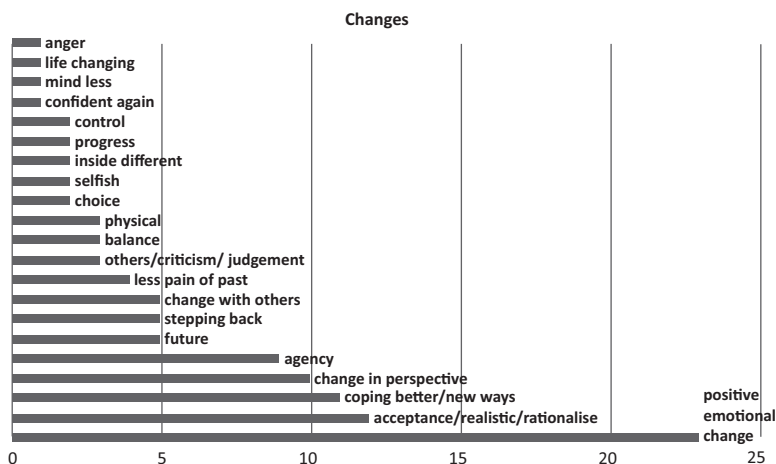 Changes
anger
life changing
mind less
confident again
control
progress
inside different
selfish
choice
physical
balance
others/criticism/ judgement
less pain of past
change with others
stepping back
future
agency
change in perspective
coping better/new ways
acceptance/realistic/rationalise
positive
emotional
change
0 5 10 15 20 25